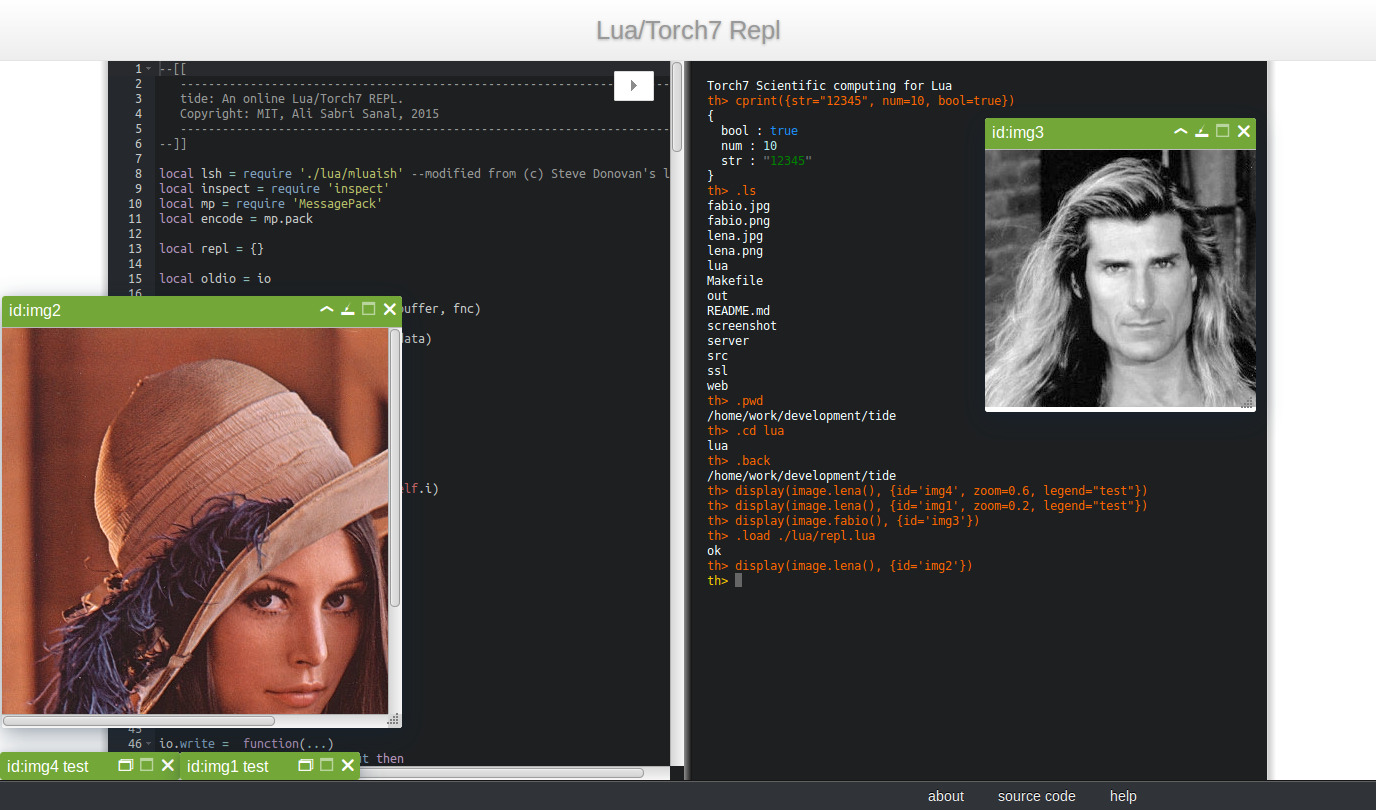 Lua/Torch7 Repl
1 --[[
2 --------------------------------------------------------------------
3 tide: An online Lua/Torch7 REPL.
4 Copyright: MIT, Ali Sabri Sanal, 2015
5 ----------------------------------------------------------------------
6 --]]
7
8 local lsh = require './lua/mluaish' --modified from (c) Steve Donovan's l
9 local inspect = require 'inspect'
10 local mp = require 'MessagePack'
11 local encode = mp.pack
12
13 local repl = {}
14
15 local oldio = io
16
uffer, fnc)
data)
elf.i)
45
46 io.write = function(...)
t then
id:img2
id:img4 test
id:img1 test
Torch7 Scientific computing for Lua
th> cprint({str="12345", num=10, bool=true})
{
bool : true
num : 10
str : "12345"
}
th> .ls
fabio.jpg
fabio.png
lena.jpg
lena.png
lua
Makefile
out
README.md
screenshot
server
src
ssl
web
th> .pwd
/home/work/development/tide
th> .cd lua
lua
th> .back
/home/work/development/tide
th> display(image.lena(), {id='img4', zoom=0.6, legend="test"})
th> display(image.lena(), {id='img1', zoom=0.2, legend="test"})
th> display(image.fabio(), {id='img3'})
th> .load ./lua/repl.lua
ok
th> display(image.lena(), {id='img2'})
th>
id:img3
about source code help